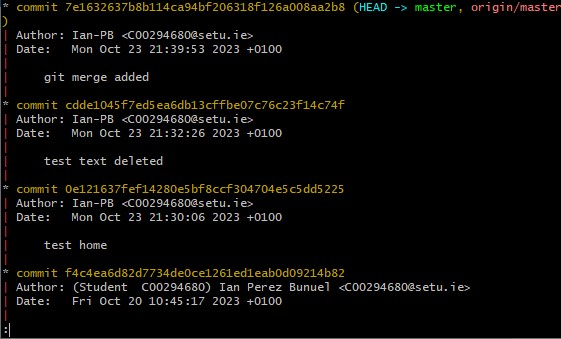 * commit 7e1632637b8b114ca94bf206318f126a008aa2b8 (HEAD -> master, origin/master
)
| Author: Ian-PB <C00294680@setu.ie>
| Date:   Mon Oct 23 21:39:53 2023 +0100
|
|     git merge added
|
* commit cdde1045f7ed5ea6db13cffbe07c76c23f14c74f
| Author: Ian-PB <C00294680@setu.ie>
| Date:   Mon Oct 23 21:32:26 2023 +0100
|
|     test text deleted
|
* commit 0e121637fef14280e5bf8ccf304704e5c5dd5225
| Author: Ian-PB <C00294680@setu.ie>
| Date:   Mon Oct 23 21:30:06 2023 +0100
|
|     test home
|
* commit f4c4ea6d82d7734de0ce1261ed1eab0d09214b82
| Author: (Student  C00294680) Ian Perez Bunuel <C00294680@setu.ie>
| Date:   Fri Oct 20 10:45:17 2023 +0100
|
: